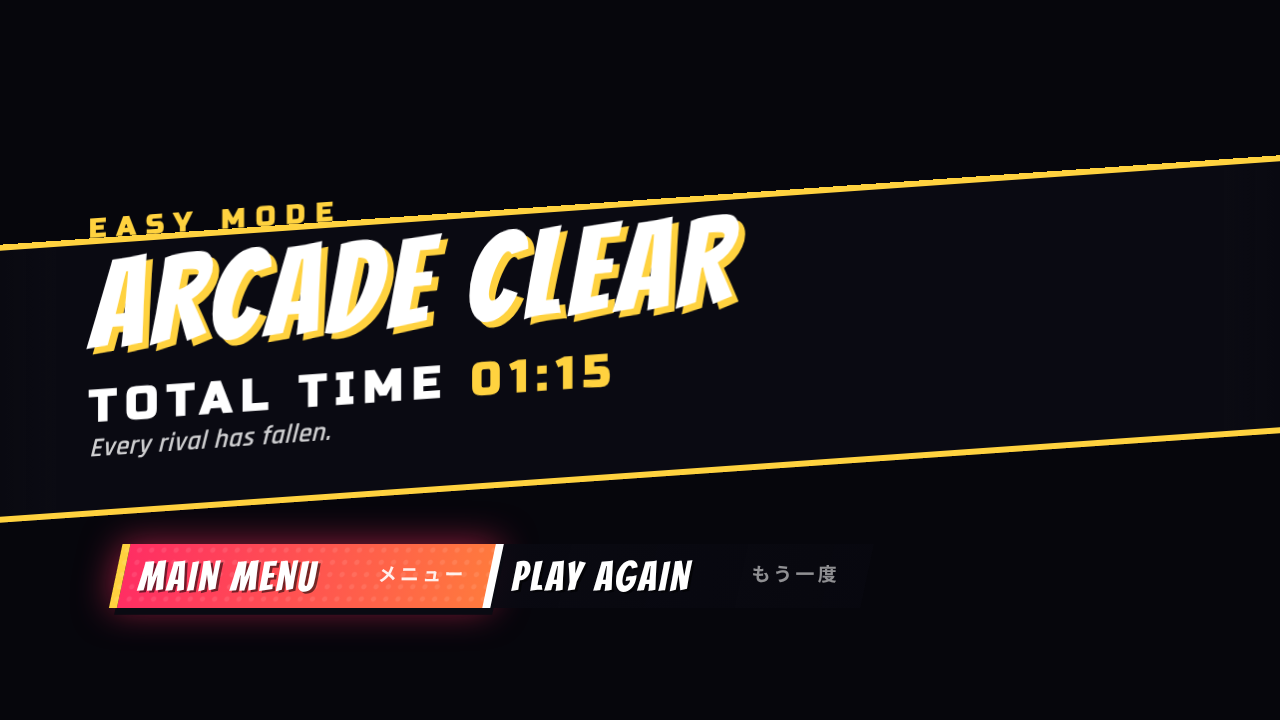 EASY MODE
ARCADE CLEAR
TOTAL TIME 01:15
Every rival has fallen.
MAIN MENU メニュー
PLAY AGAIN もう一度